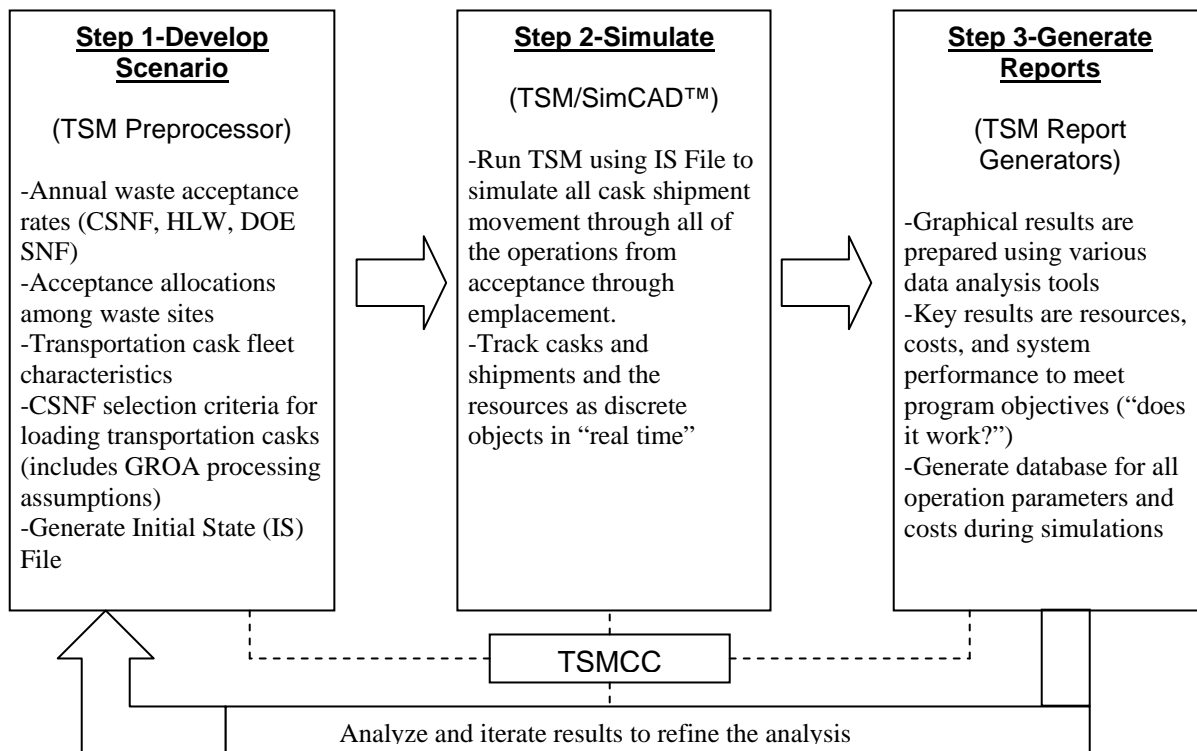 Step 1-Develop
Scenario
(TSM Preprocessor)
-Annual waste acceptance
rates (CSNF, HLW, DOE
SNF)
-Acceptance allocations
among waste sites
-Transportation cask fleet
characteristics
-CSNF selection criteria for
loading transportation casks
(includes GROA processing
assumptions)
-Generate Initial State (IS)
File
Step 2-Simulate
(TSM/SimCAD™)
-Run TSM using IS File to
simulate all cask shipment
movement through all of
the operations from
acceptance through
emplacement.
-Track casks and
shipments and the
resources as discrete
objects in “real time”
Step 3-Generate
Reports
(TSM Report
Generators)
-Graphical results are
prepared using various
data analysis tools
-Key results are resources,
costs, and system
performance to meet
program objectives (“does
it work?”)
-Generate database for all
operation parameters and
costs during simulations
TSMCC
Analyze and iterate results to refine the analysis